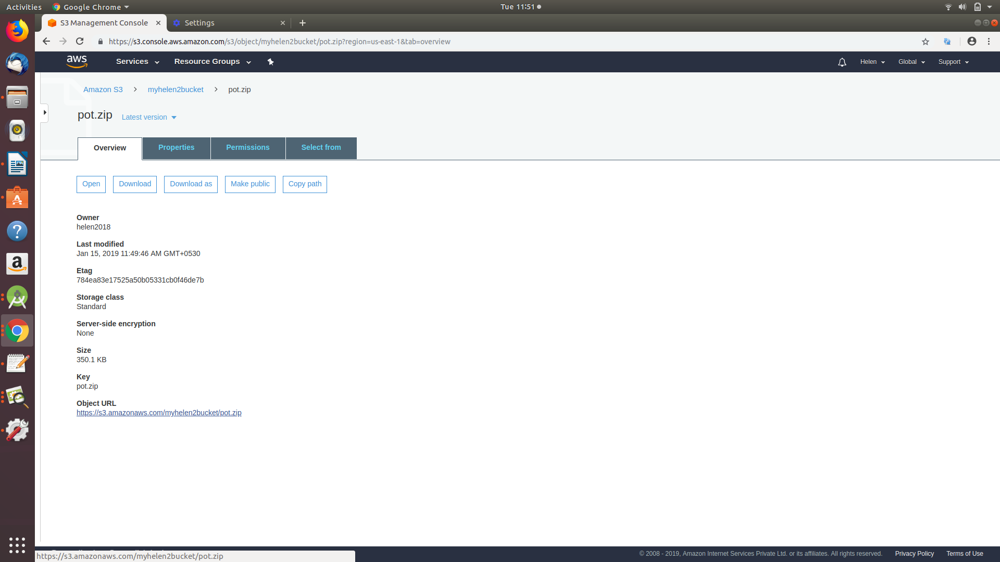 Activities Google Chrome Tue 11:51
S3 Management Console Settings
https://s3.console.aws.amazon.com/s3/object/myhelen2bucket/pot.zip?region=us-east-1&tab=overview
aws Services Resource Groups Helen Global Support
Amazon S3 myhelen2bucket pot.zip
pot.zip Latest version
Overview Properties Permissions Select from
Open Download Download as Make public Copy path
Owner
helen2018
Last modified
Jan 15, 2019 11:49:46 AM GMT+0530
Etag
784ea83e17525a50b05331cb0f46de7b
Storage class
Standard
Server-side encryption
None
Size
350.1 KB
Key
pot.zip
Object URL
https://s3.amazonaws.com/myhelen2bucket/pot.zip
© 2008 - 2019, Amazon Internet Services Private Ltd. or its affiliates. All rights reserved. Privacy Policy Terms of Use
https://s3.amazonaws.com/myhelen2bucket/pot.zip